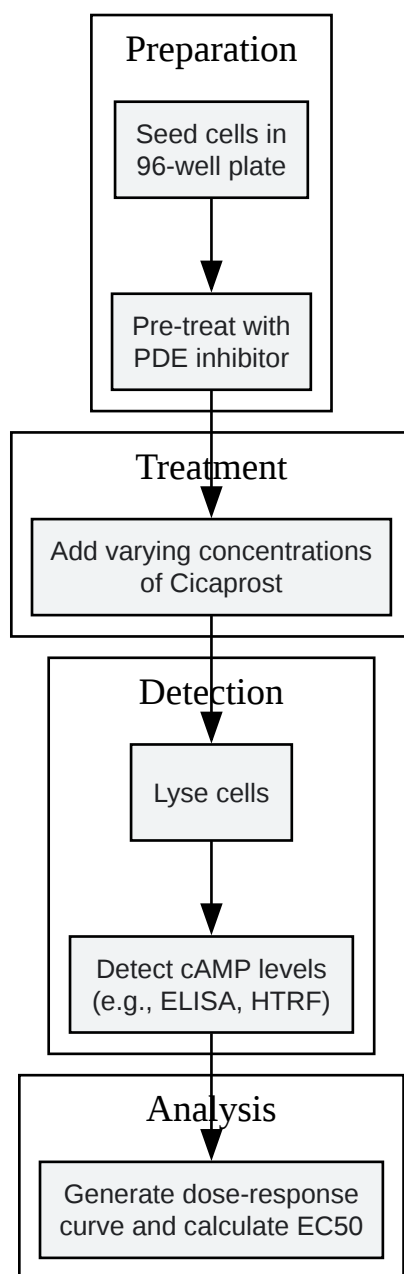 Preparation
Seed cells in
96-well plate
Pre-treat with
PDE inhibitor
Treatment
Add varying concentrations
of Cicaprost
Detection
Lyse cells
Detect cAMP levels
(e.g., ELISA, HTRF)
Analysis
Generate dose-response
curve and calculate EC50